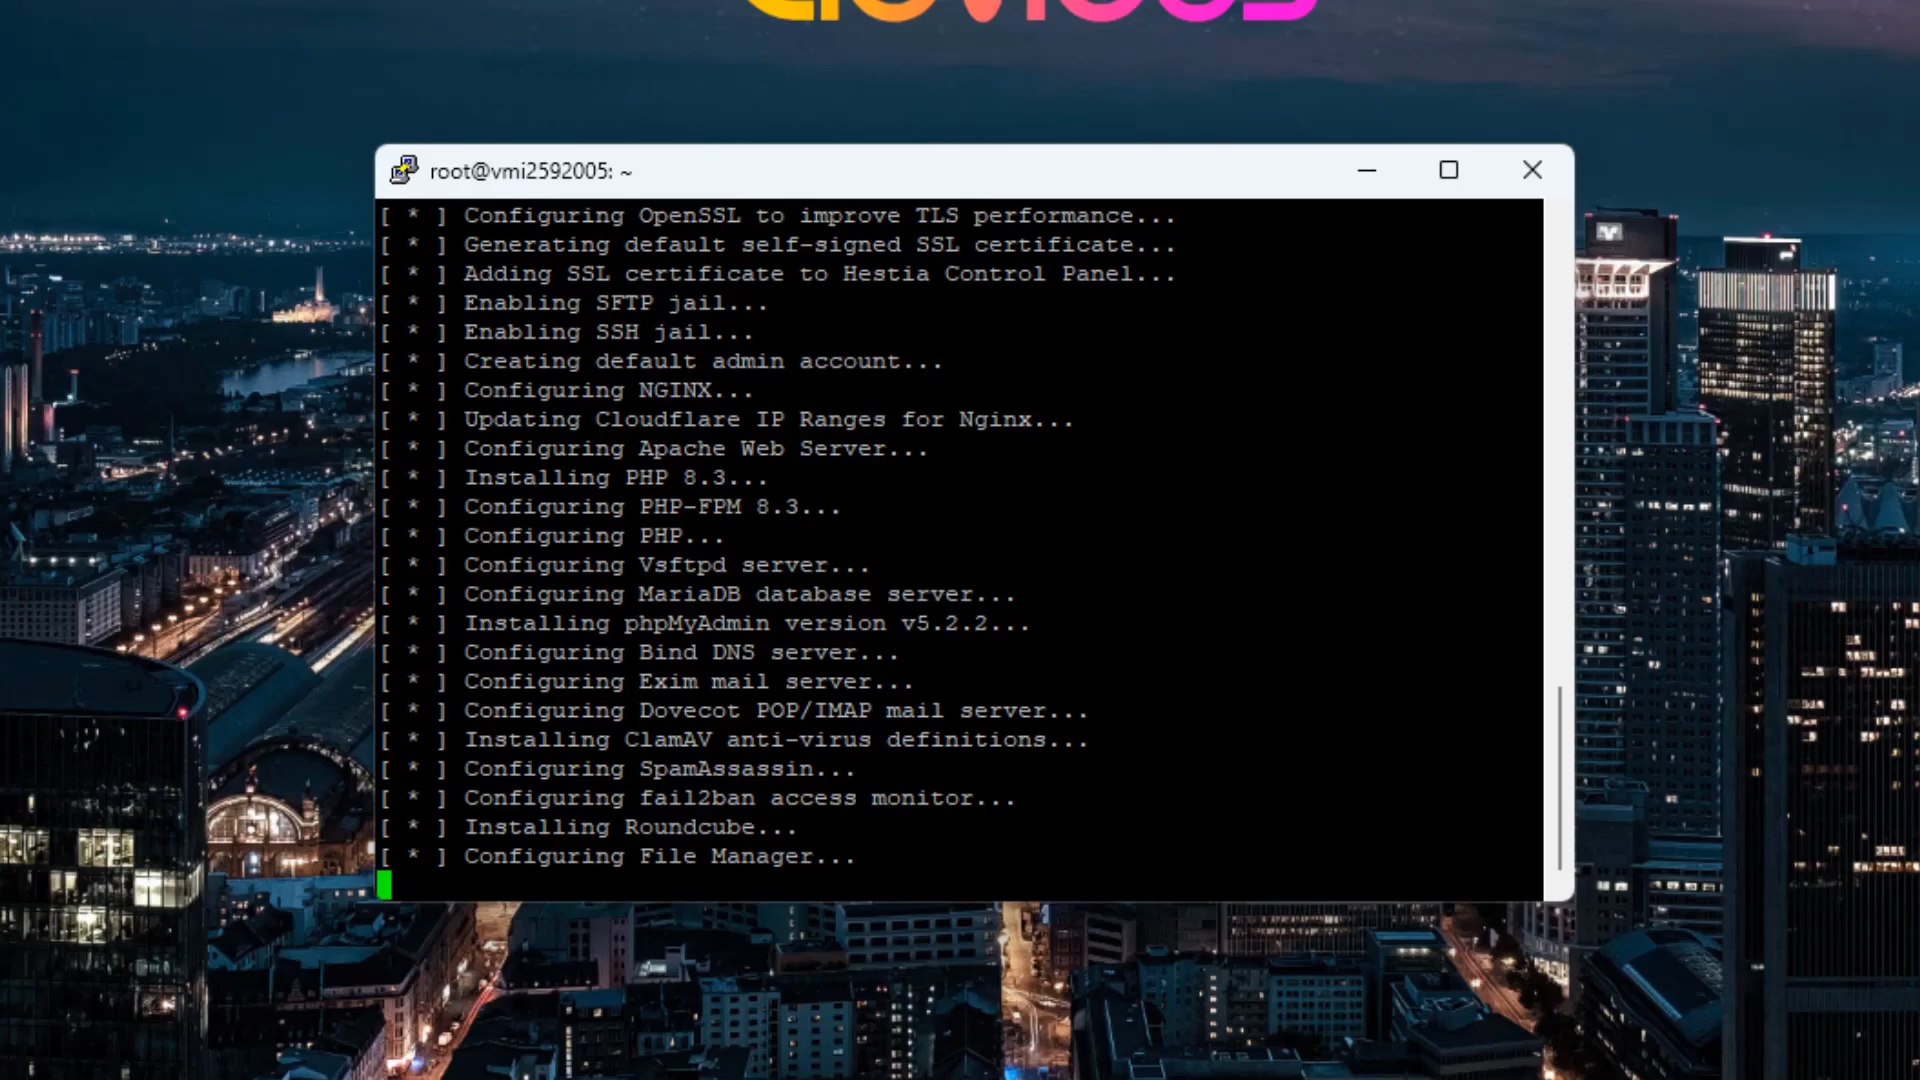 root@vmi2592005: ~
[ * ] Configuring OpenSSL to improve TLS performance...
[ * ] Generating default self-signed SSL certificate...
[ * ] Adding SSL certificate to Hestia Control Panel...
[ * ] Enabling SFTP jail...
[ * ] Enabling SSH jail...
[ * ] Creating default admin account...
[ * ] Configuring NGINX...
[ * ] Updating Cloudflare IP Ranges for Nginx...
[ * ] Configuring Apache Web Server...
[ * ] Installing PHP 8.3...
[ * ] Configuring PHP-FPM 8.3...
[ * ] Configuring PHP...
[ * ] Configuring Vsftpd server...
[ * ] Configuring MariaDB database server...
[ * ] Installing phpMyAdmin version v5.2.2...
[ * ] Configuring Bind DNS server...
[ * ] Configuring Exim mail server...
[ * ] Configuring Dovecot POP/IMAP mail server...
[ * ] Installing ClamAV anti-virus definitions...
[ * ] Configuring SpamAssassin...
[ * ] Configuring fail2ban access monitor...
[ * ] Installing Roundcube...
[ * ] Configuring File Manager...